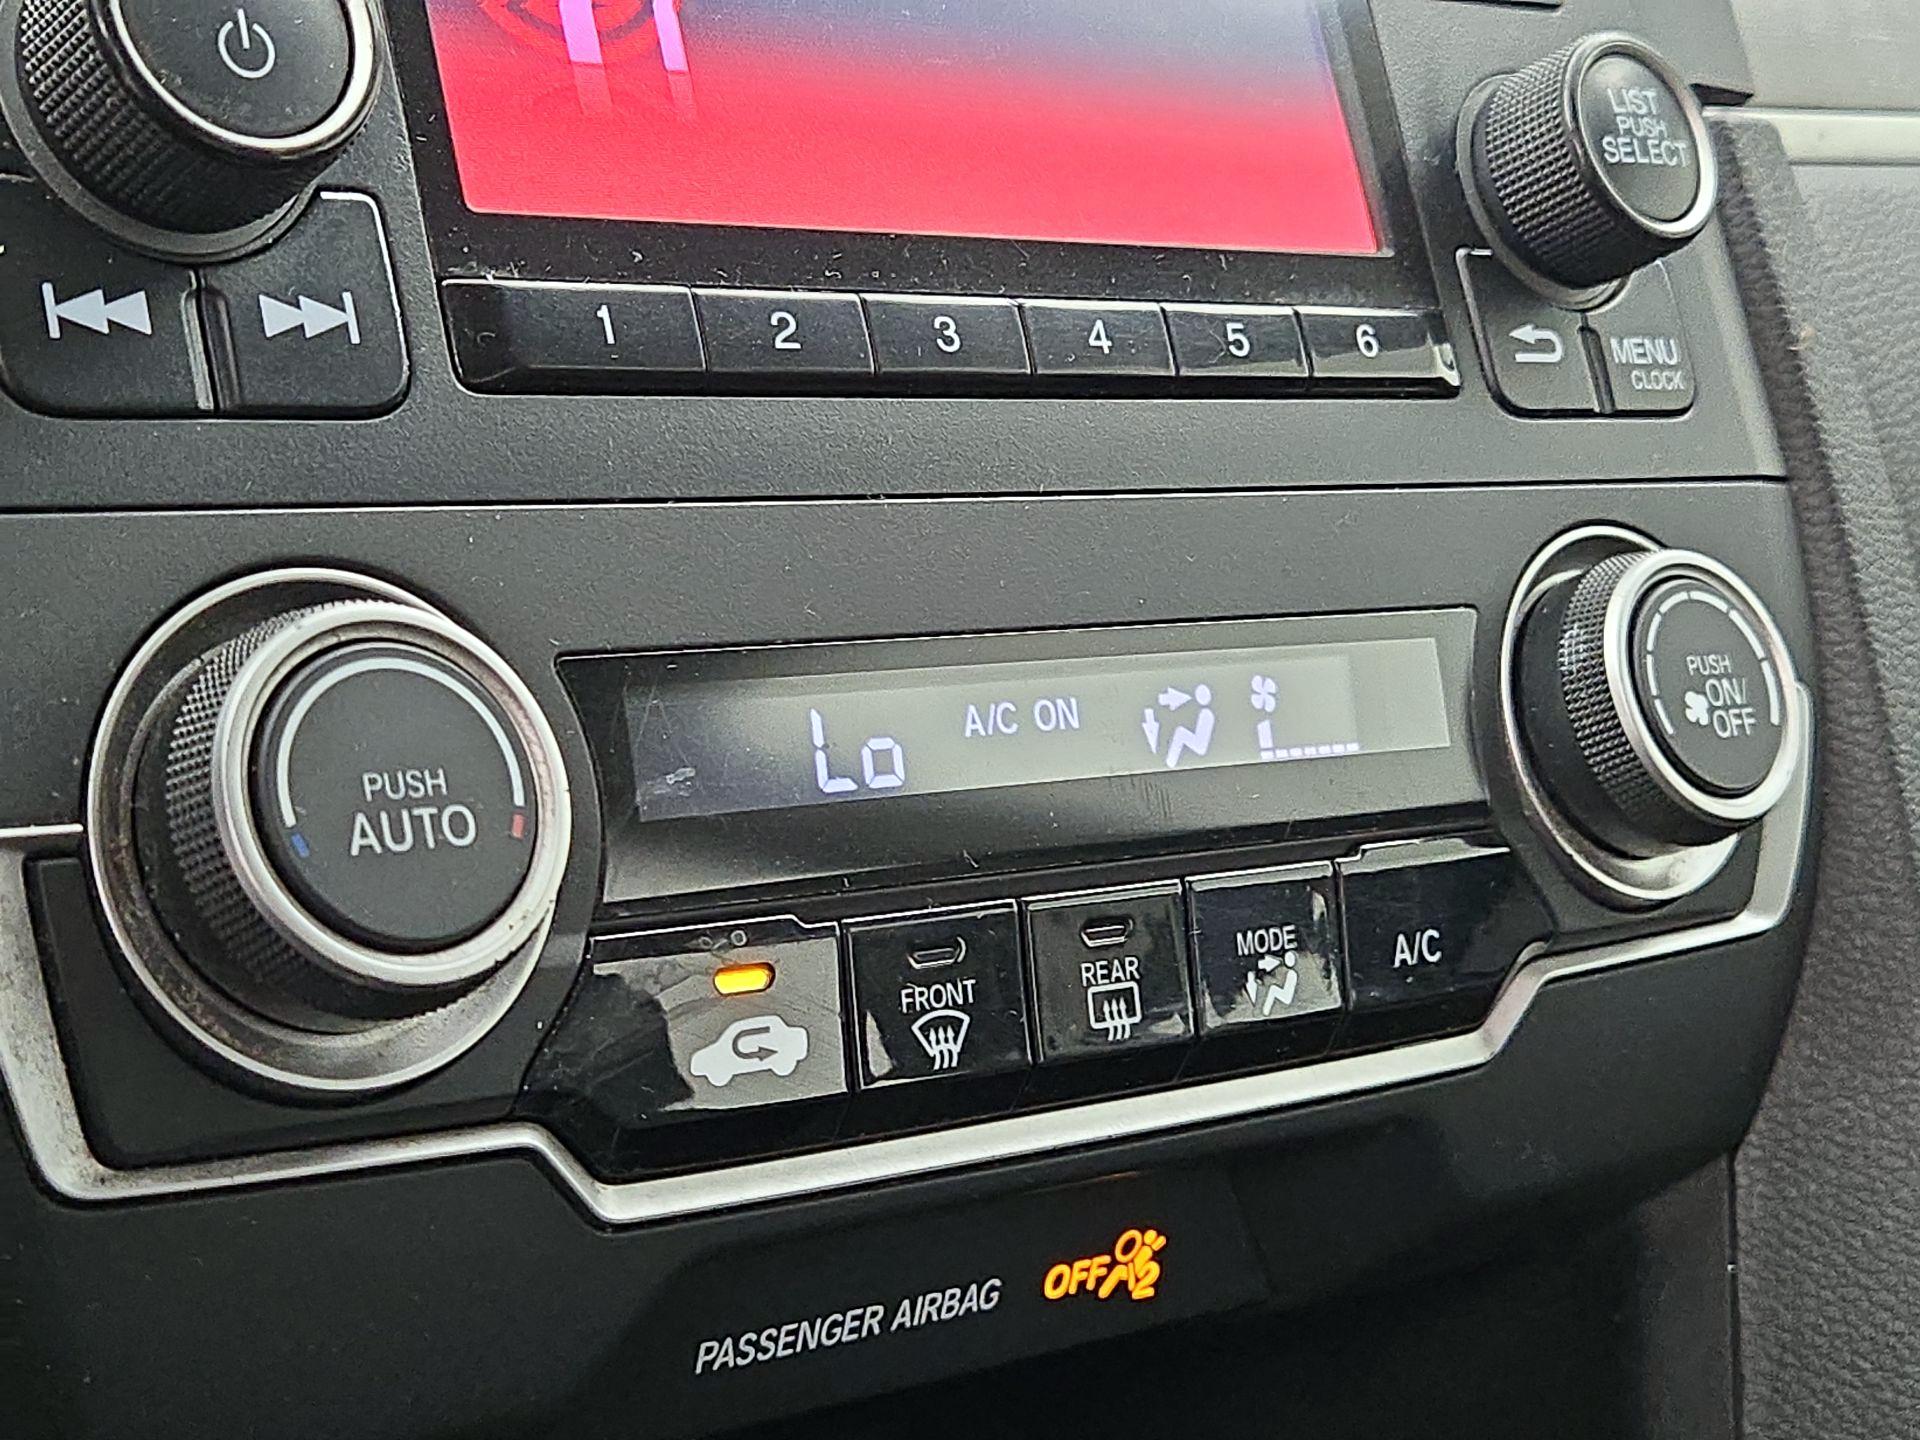 LIST
PUSH
SELECT
1 2 3 4 5 6
MENU
CLOCK
PUSH
AUTO
Lo A/C ON
PUSH
ON/
OFF
FRONT
REAR
MODE
A/C
PASSENGER AIRBAG OFF 2